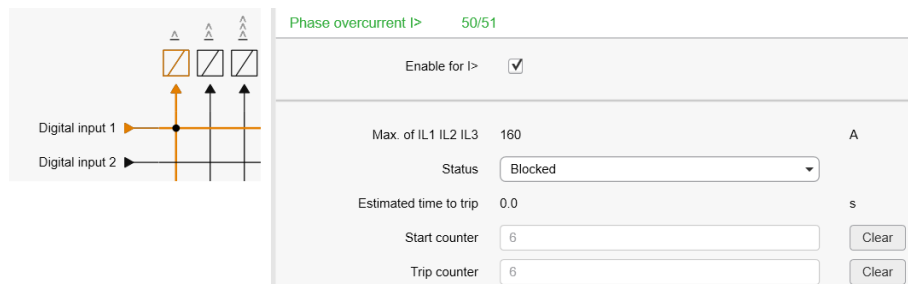 I> I>> I>>>
Digital input 1
Digital input 2
Phase overcurrent I> 50/51
Enable for I>
Max. of IL1 IL2 IL3 160 A
Status Blocked
Estimated time to trip 0.0 s
Start counter 6 Clear
Trip counter 6 Clear